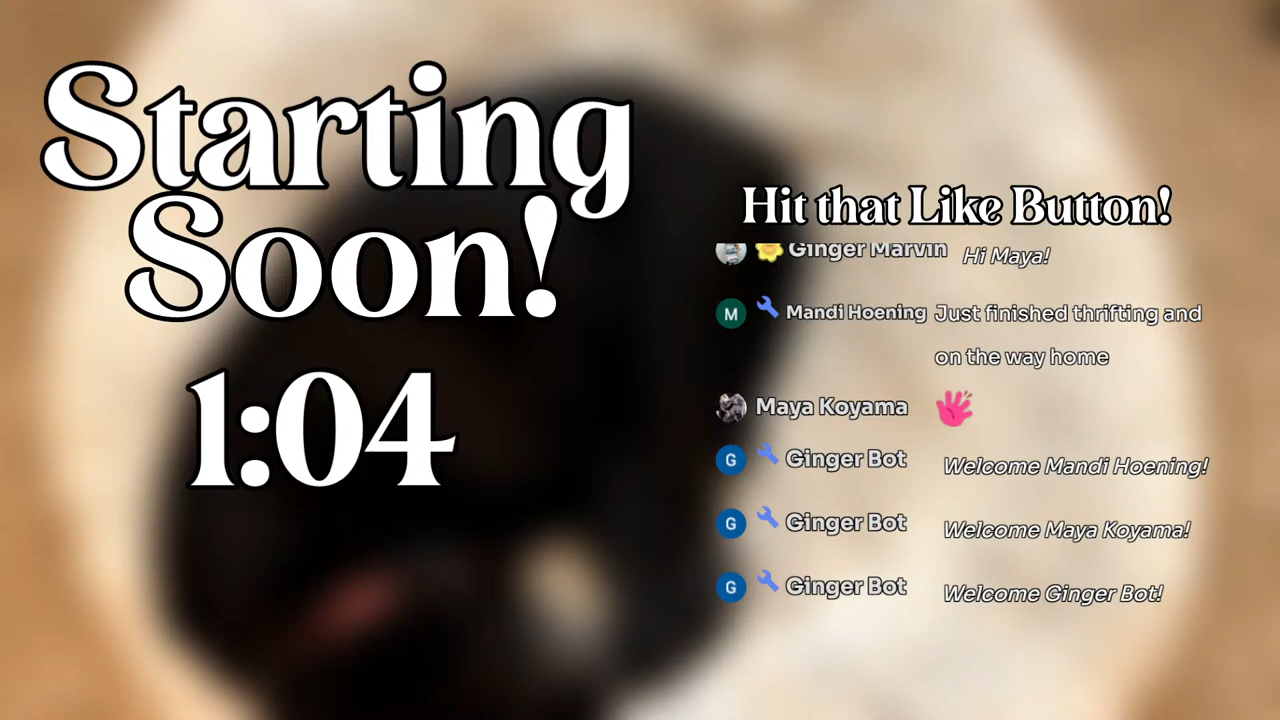 Starting
Soon!
1:04
Hit that Like Button!
Ginger Marvin Hi Maya!
M Mandi Hoening Just finished thrifting and
on the way home
Maya Koyama
G Ginger Bot Welcome Mandi Hoening!
G Ginger Bot Welcome Maya Koyama!
G Ginger Bot Welcome Ginger Bot!